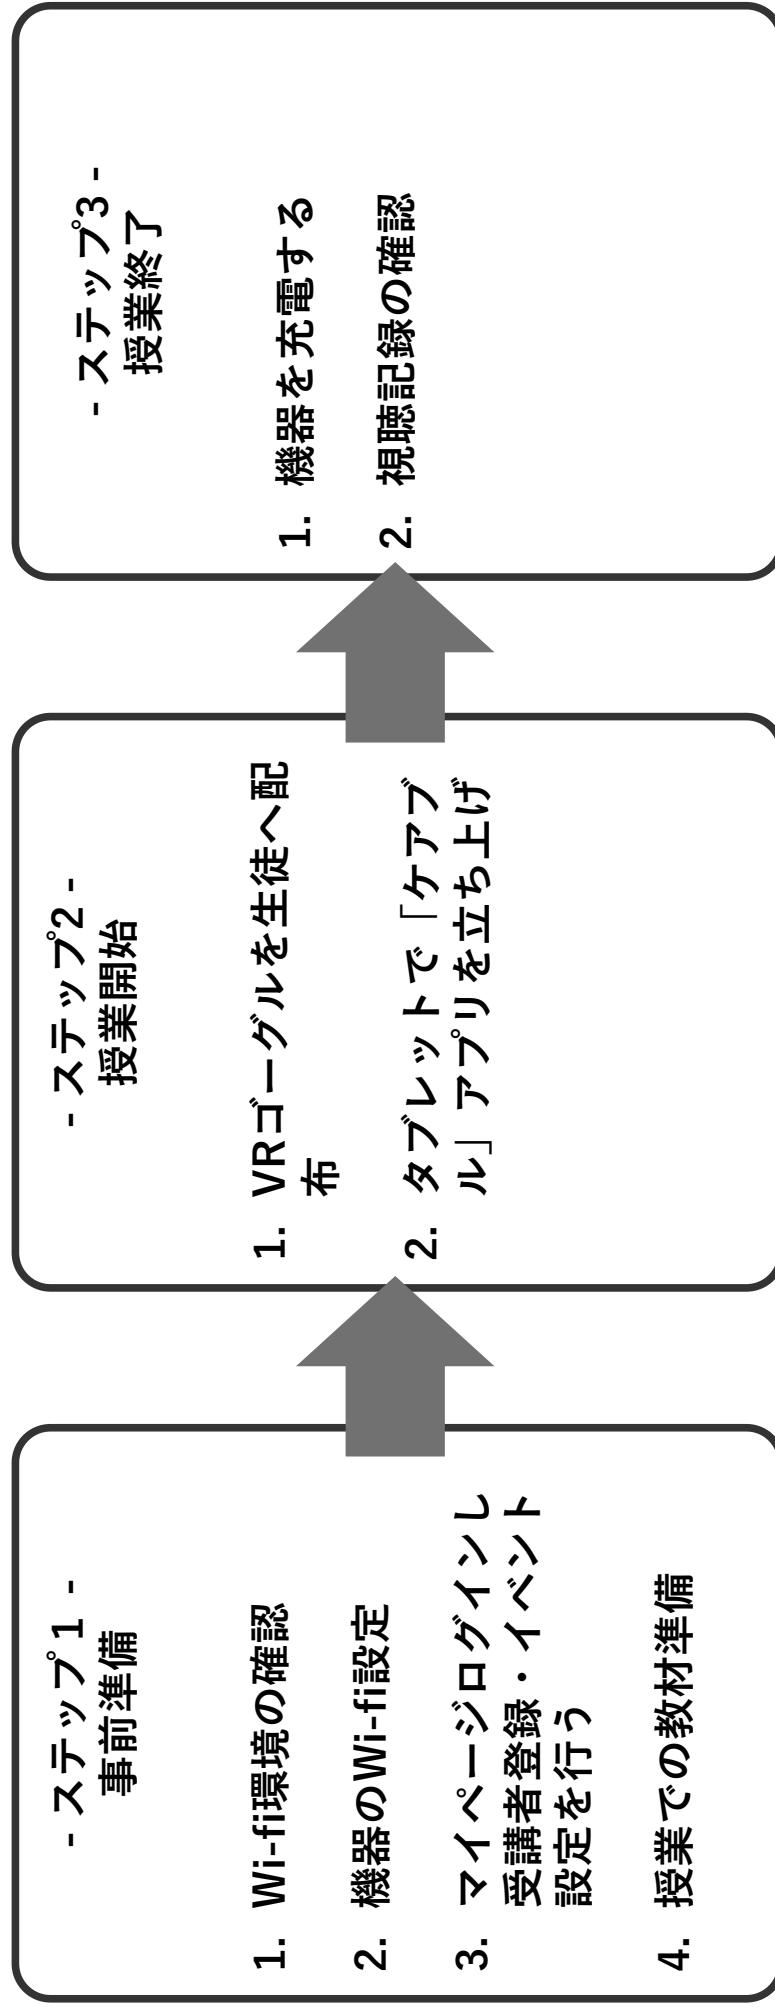 - ステップ1 -
事前準備
1. Wi-fi環境の確認
2. 機器のWi-fi設定
3. マイページログインし
受講者登録・イベント
設定を行う
4. 授業での教材準備
- ステップ2 -
授業開始
1. VRゴーグルを生徒へ配
布
2. タブレットで「ケアブ
ル」アプリを立ち上げ
- ステップ3 -
授業終了
1. 機器を充電する
2. 視聴記録の確認